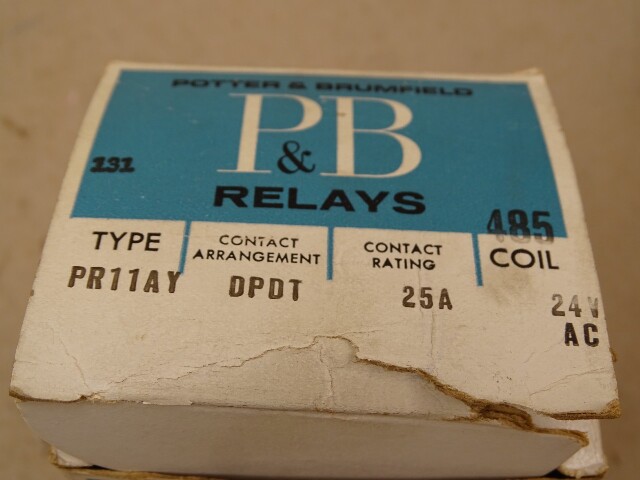 POTTER & BRUMFIELD
P&B
131
RELAYS
485
TYPE
PR11AY
CONTACT
ARRANGEMENT
DPDT
CONTACT
RATING
25A
COIL
24V
AC